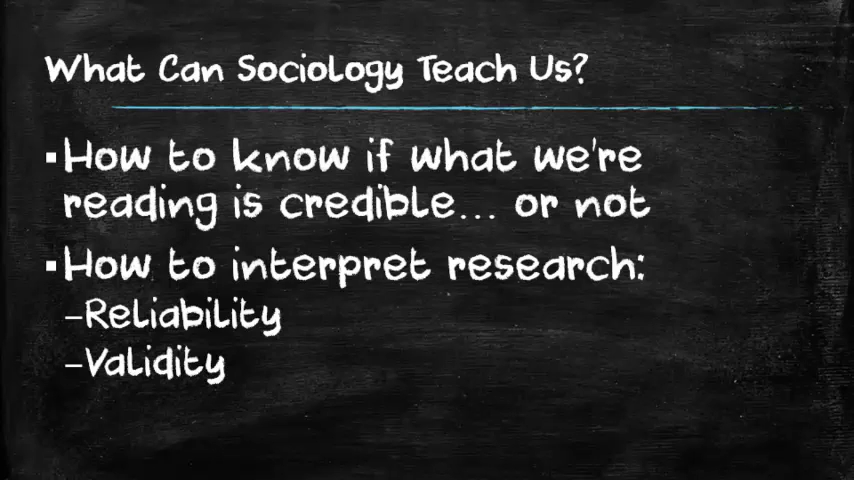 What Can Sociology Teach Us?
▪How to know if what we're
reading is credible... or not
▪How to interpret research:
–Reliability
–Validity